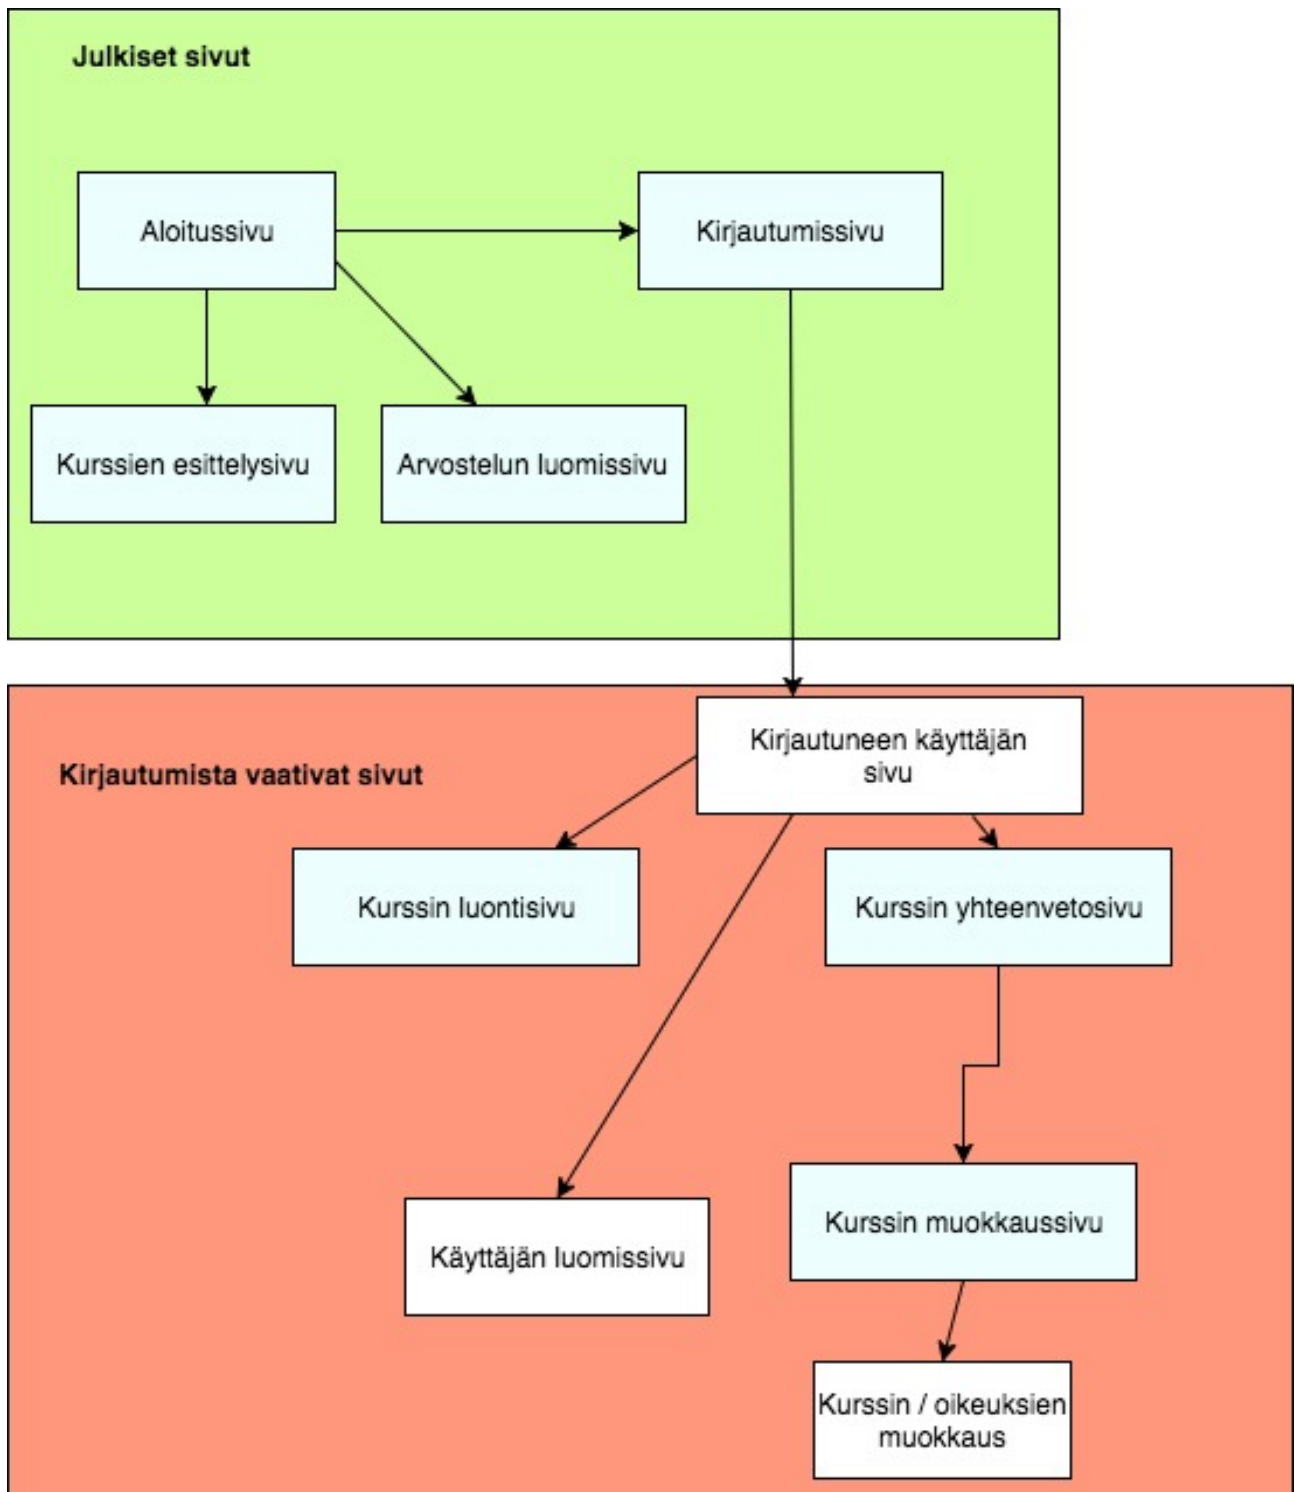 Julkiset sivut
Aloitussivu
Kirjautumissivu
Kurssien esittelysivu
Arvostelun luomissivu
Kirjautuneen käyttäjän
sivu
Kirjautumista vaativat sivut
Kurssin luontisivu
Kurssin yhteenvetosivu
Kurssin muokkaussivu
Käyttäjän luomissivu
Kurssin / oikeuksien
muokkaus